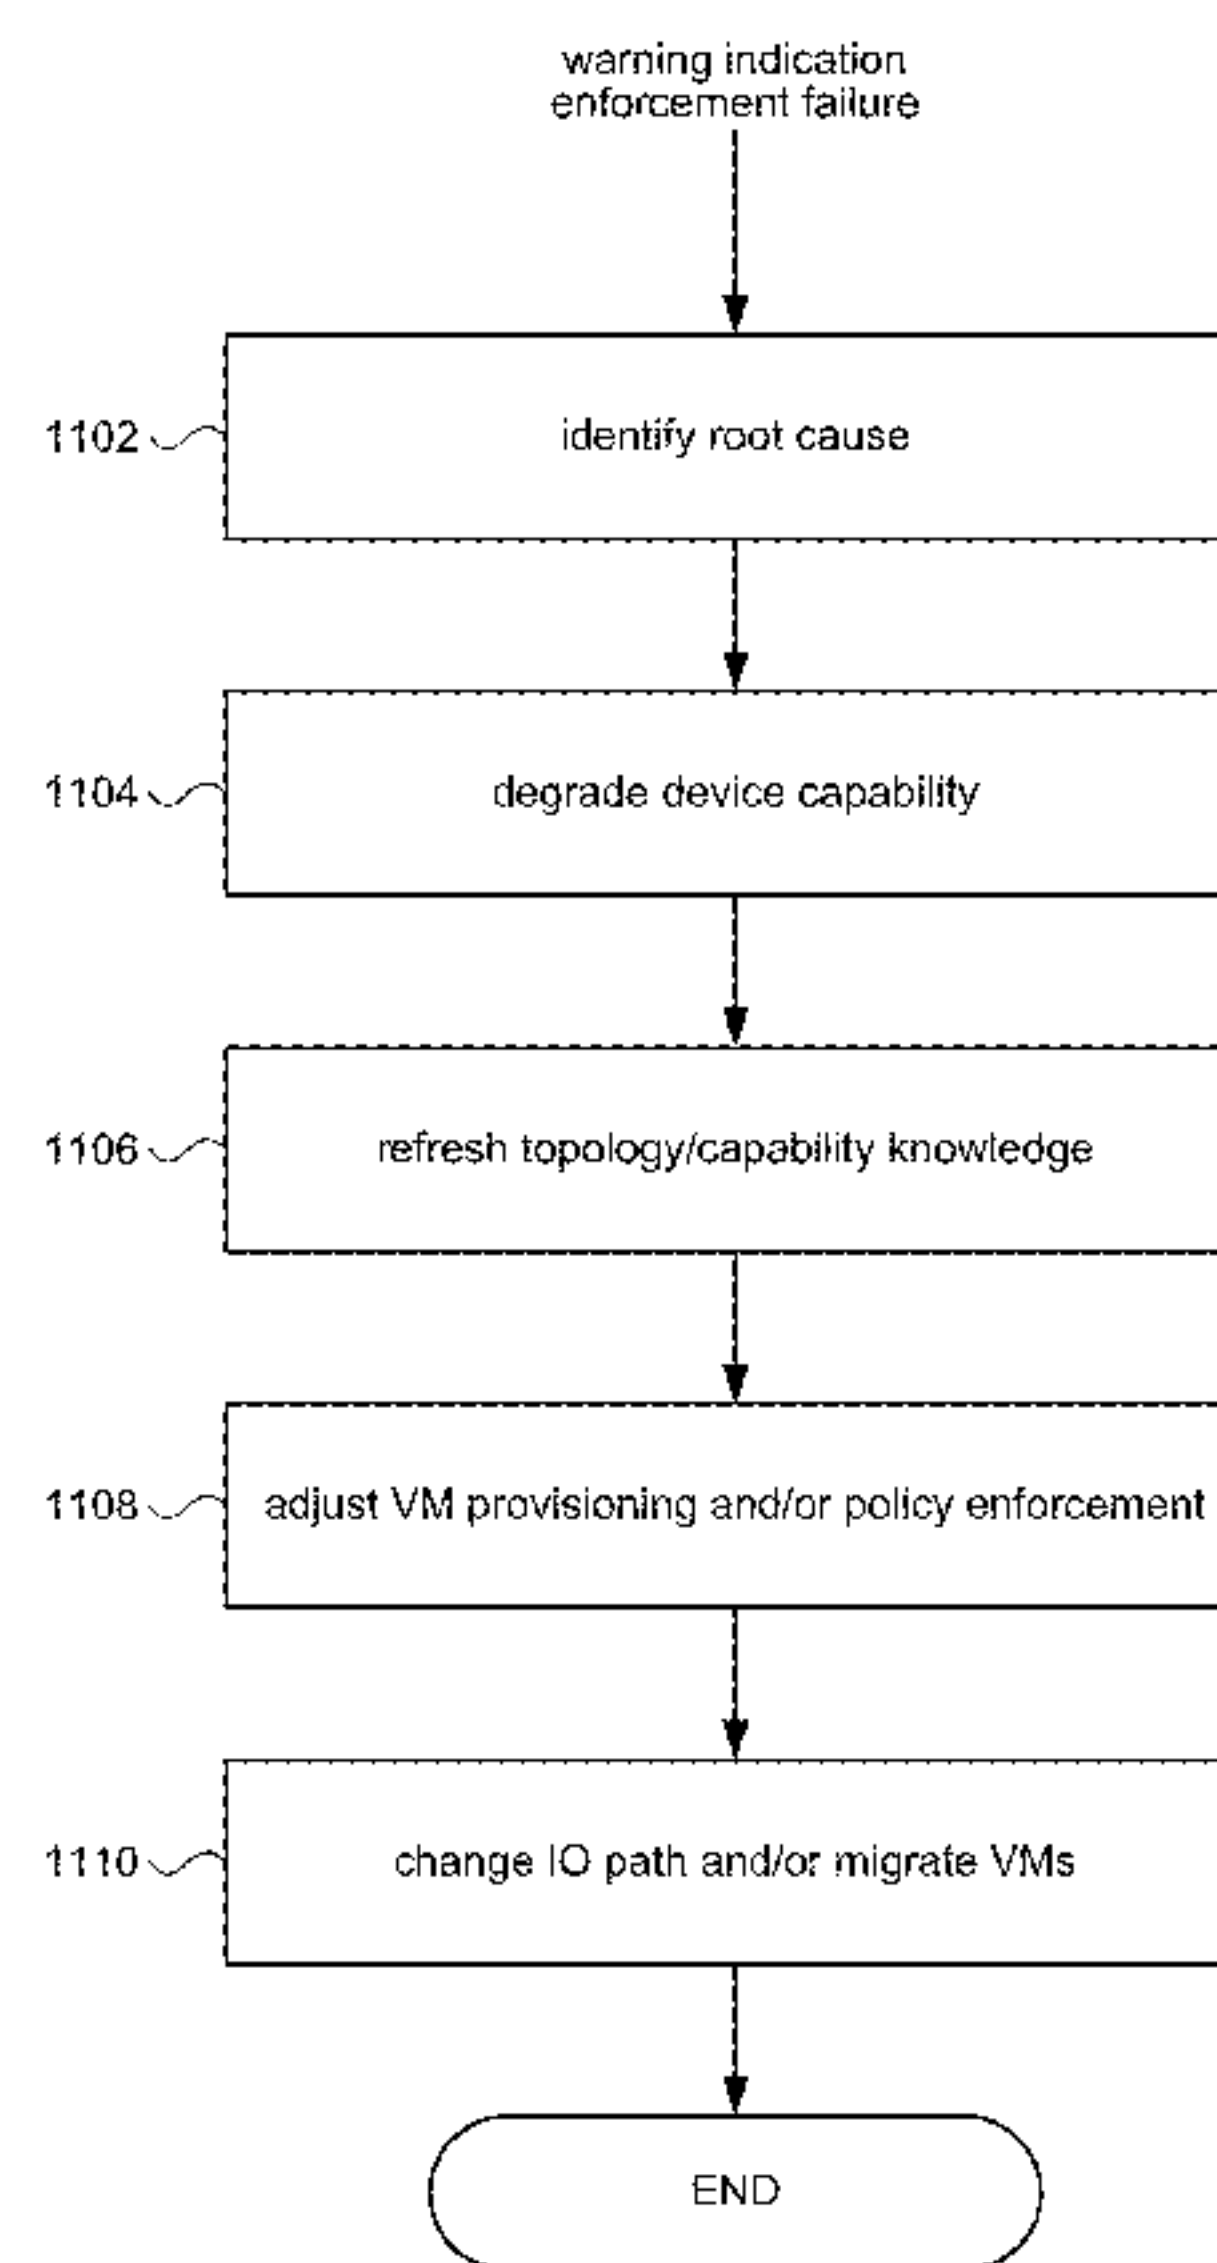 warning indication
enforcement failure
1102
identify root cause
1104
degrade device capability
1106
refresh topology/capability knowledge
1108
adjust VM provisioning and/or policy enforcement
1110
change IO path and/or migrate VMs
END